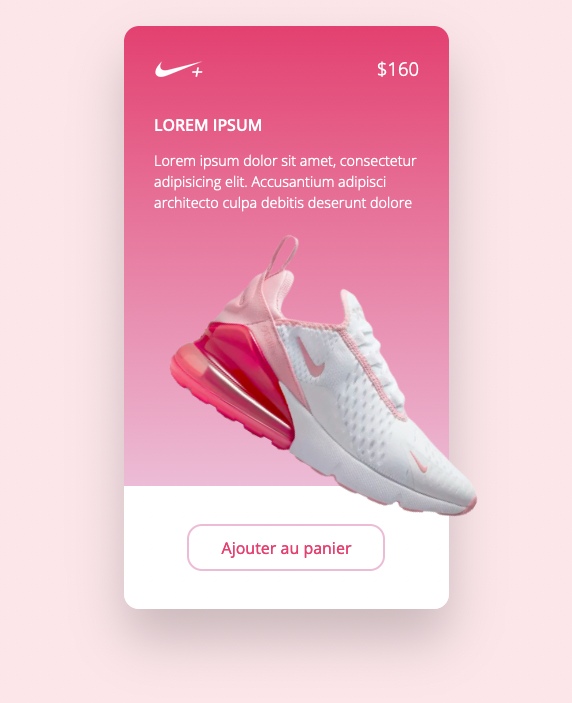 $160
LOREM IPSUM
Lorem ipsum dolor sit amet, consectetur
adipisicing elit. Accusantium adipisci
architecto culpa debitis deserunt dolore
Ajouter au panier